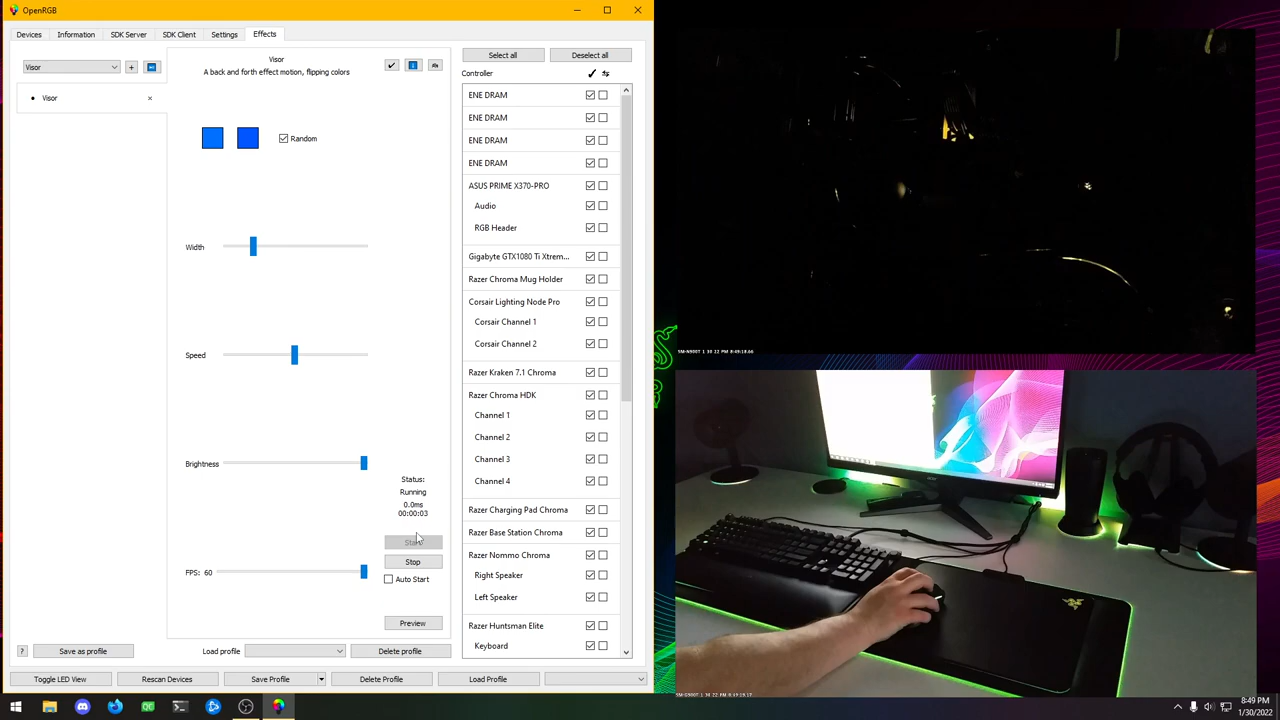 OpenRGB
Devices Information SDK Server SDK Client Settings Effects
Visor
Visor
Visor
A back and forth effect motion, flipping colors
Random
Width
Speed
Brightness
Status:
Running
0.0ms
00:00:03
Start
Stop
FPS: 60
Auto Start
Preview
? Save as profile Load profile Delete profile
Select all Deselect all
Controller
ENE DRAM
ENE DRAM
ENE DRAM
ENE DRAM
ASUS PRIME X370-PRO
Audio
RGB Header
Gigabyte GTX1080 Ti Xtrem...
Razer Chroma Mug Holder
Corsair Lighting Node Pro
Corsair Channel 1
Corsair Channel 2
Razer Kraken 7.1 Chroma
Razer Chroma HDK
Channel 1
Channel 2
Channel 3
Channel 4
Razer Charging Pad Chroma
Razer Base Station Chroma
Razer Nommo Chroma
Right Speaker
Left Speaker
Razer Huntsman Elite
Keyboard
Toggle LED View Rescan Devices Save Profile Delete Profile Load Profile
8:49 PM
1/30/2022